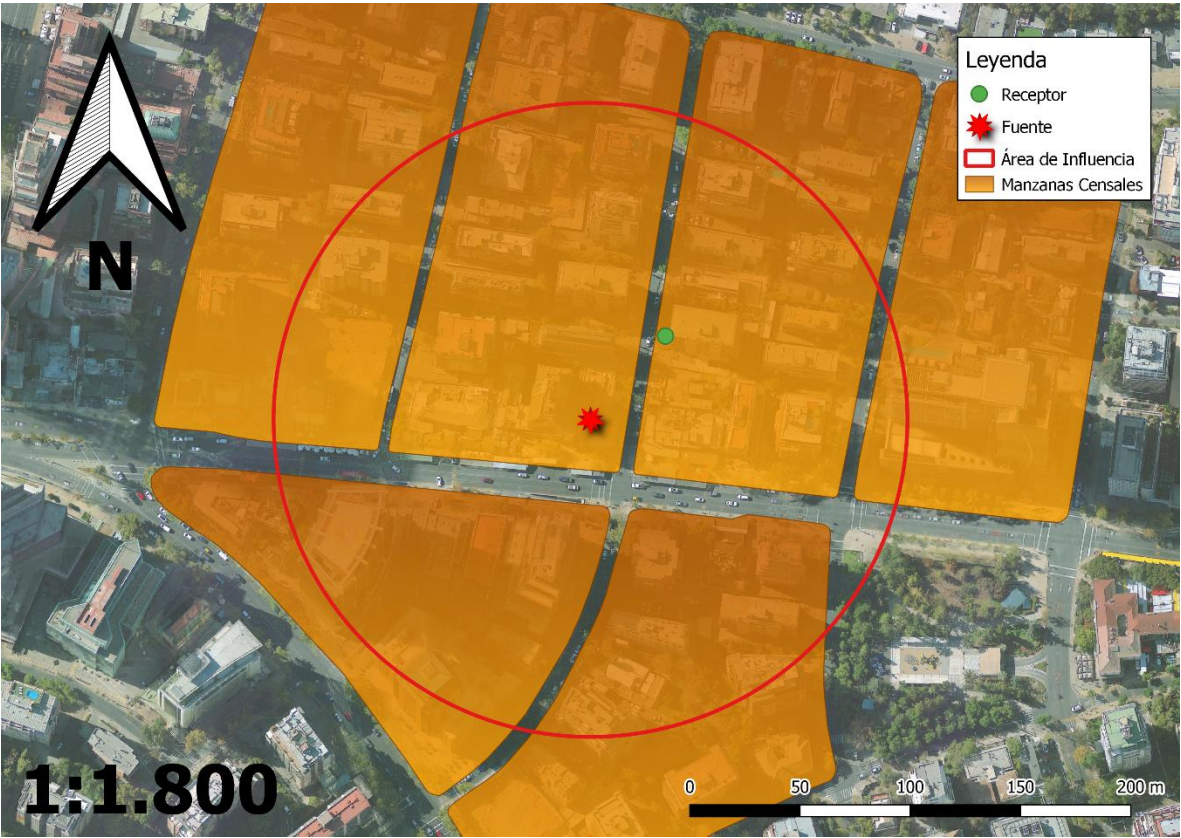 Leyenda
Receptor
Fuente
Área de Influencia
Manzanas Censales
N
1:1.800
0 50 100 150 200 m